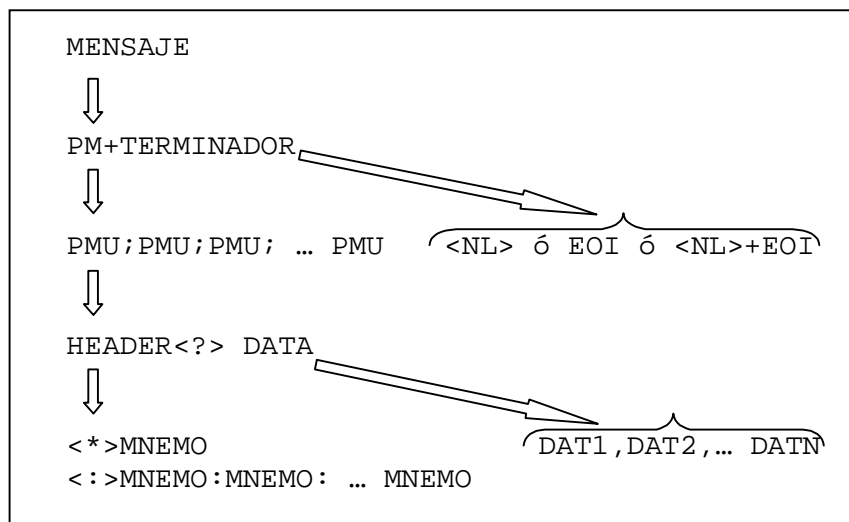 MENSAJE
PM+TERMINADOR
PMU;PMU;PMU; … PMU <NL> ó EOI ó <NL>+EOI
HEADER<?> DATA
<*>MNEMO DAT1,DAT2,… DATN
<:>MNEMO:MNEMO: … MNEMO